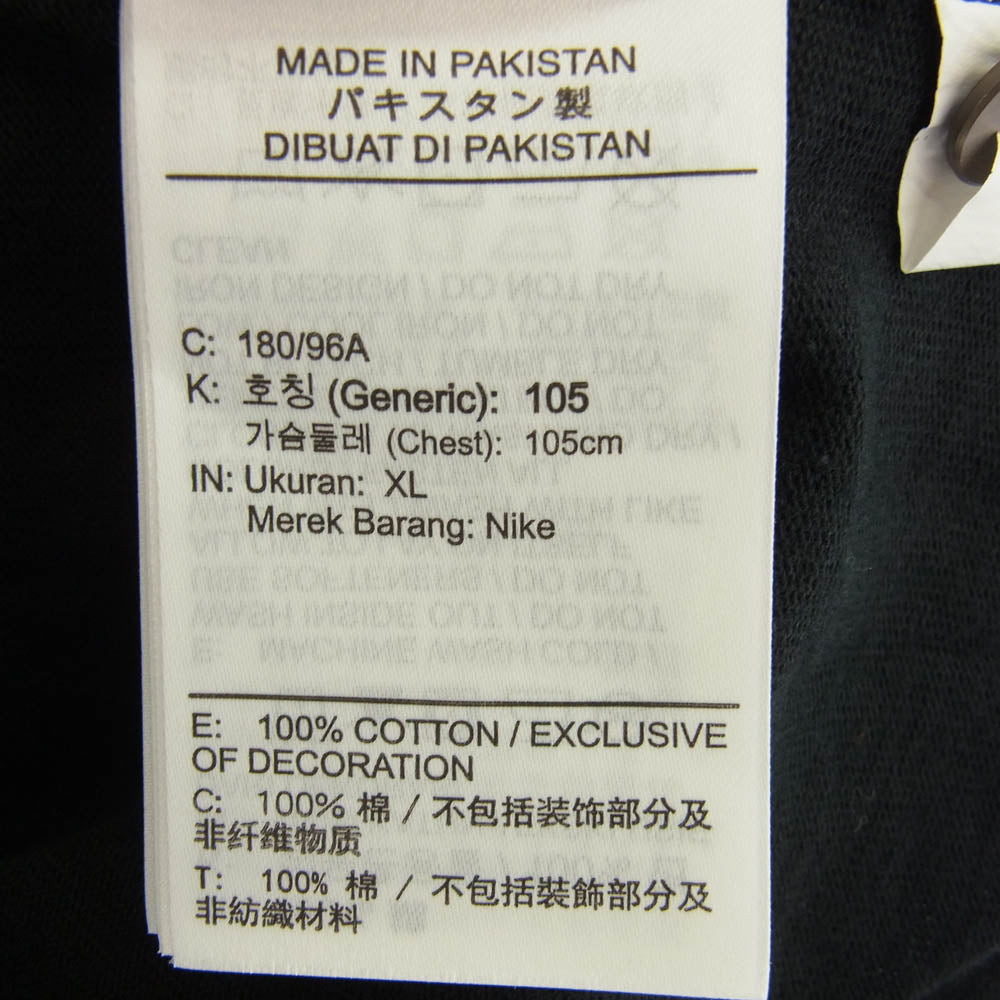 MADE IN PAKISTAN
パキスタン製
DIBUAT DI PAKISTAN
C: 180/96A
K: 호칭 (Generic): 105
가슴둘레 (Chest): 105cm
IN: Ukuran: XL
Merek Barang: Nike
E: 100% COTTON / EXCLUSIVE
OF DECORATION
C: 100% 棉 / 不包括装饰部分及
非纤维物质
T: 100% 棉 / 不包括裝飾部分及
非紡織材料